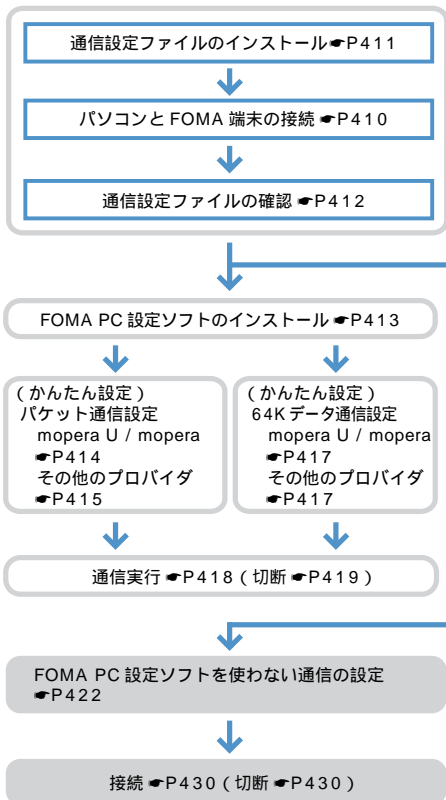 通信設定ファイルのインストール☛P411
パソコンと FOMA 端末の接続 ☛P410
通信設定ファイルの確認 ☛P412
FOMA PC 設定ソフトのインストール ☛P413
(かんたん設定)
パケット通信設定
mopera U / mopera
☛P414
その他のプロバイダ
☛P415
(かんたん設定)
64Kデータ通信設定
mopera U / mopera
☛P417
その他のプロバイダ
☛P417
通信実行 ☛P418(切断 ☛P419)
FOMA PC 設定ソフトを使わない通信の設定
☛P422
接続 ☛P430(切断 ☛P430)